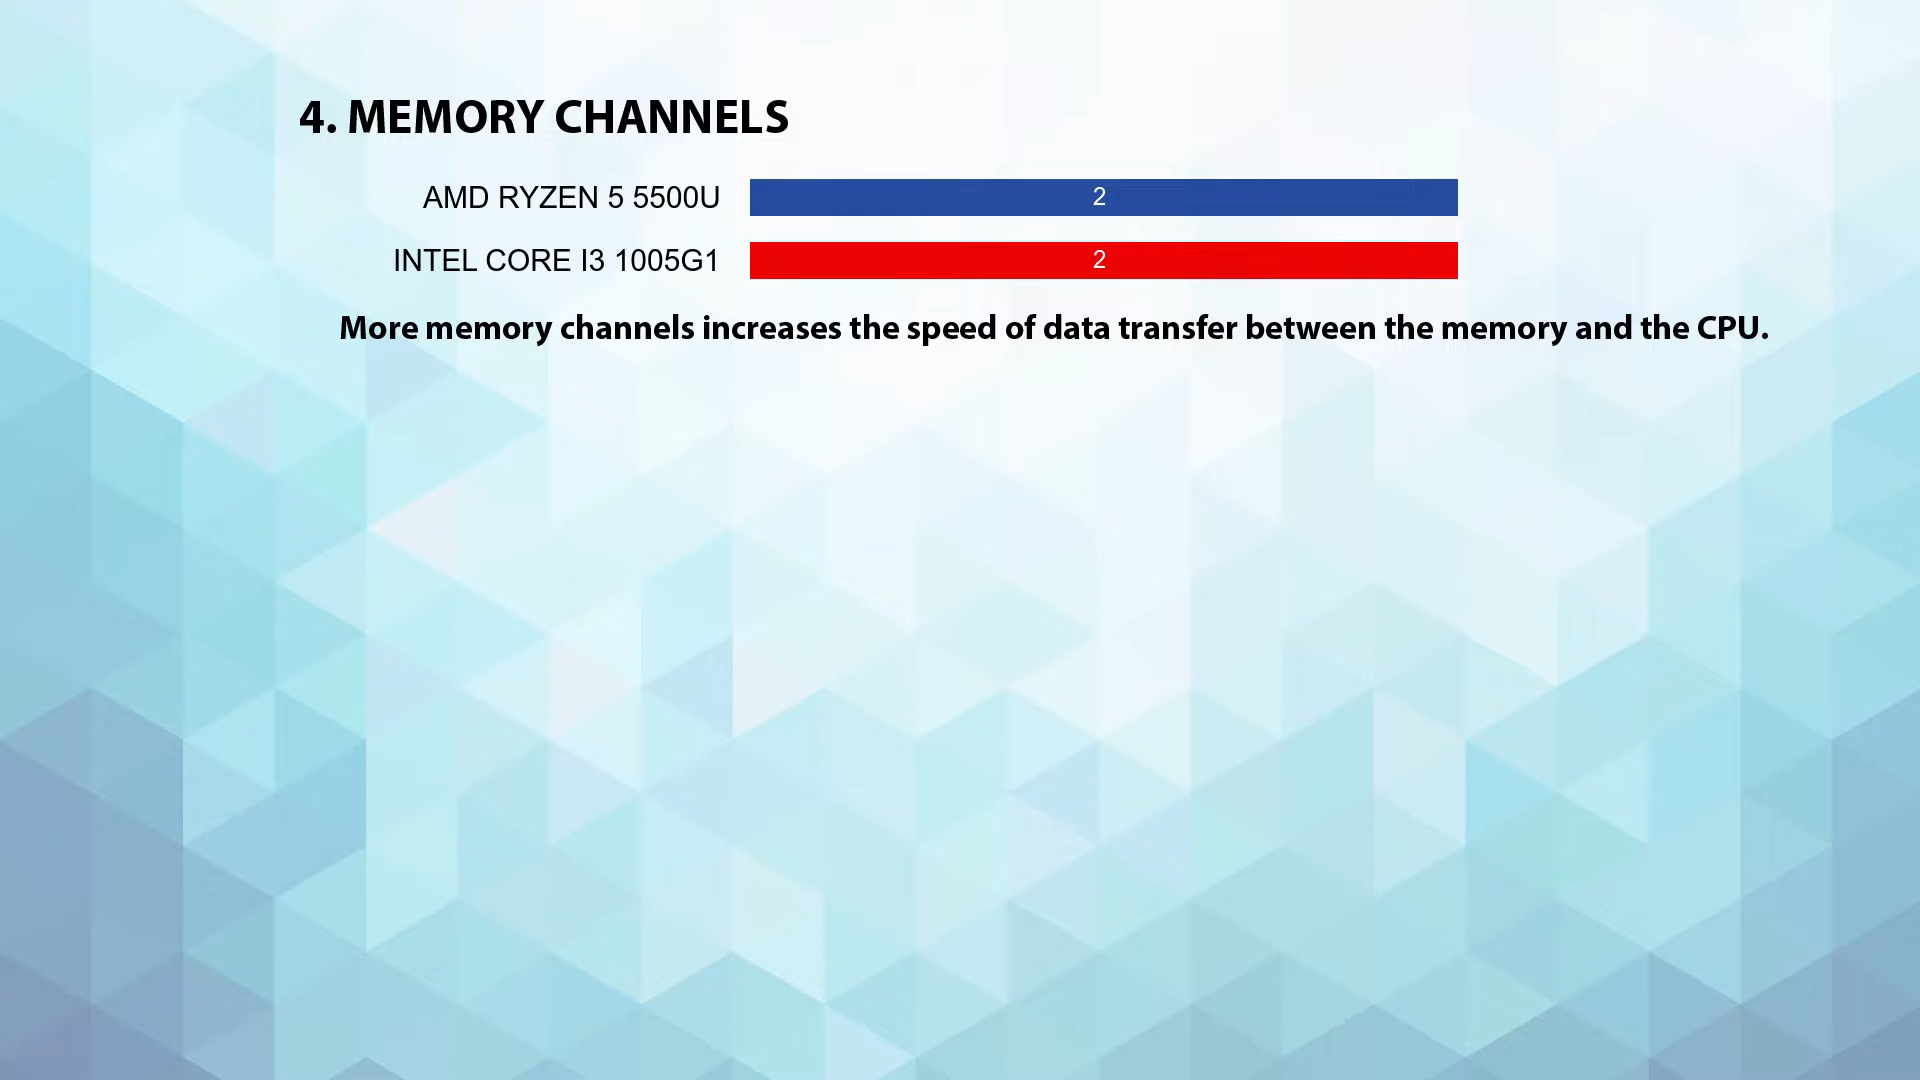 4. MEMORY CHANNELS
AMD RYZEN 5 5500U 2
INTEL CORE I3 1005G1 2
More memory channels increases the speed of data transfer between the memory and the CPU.